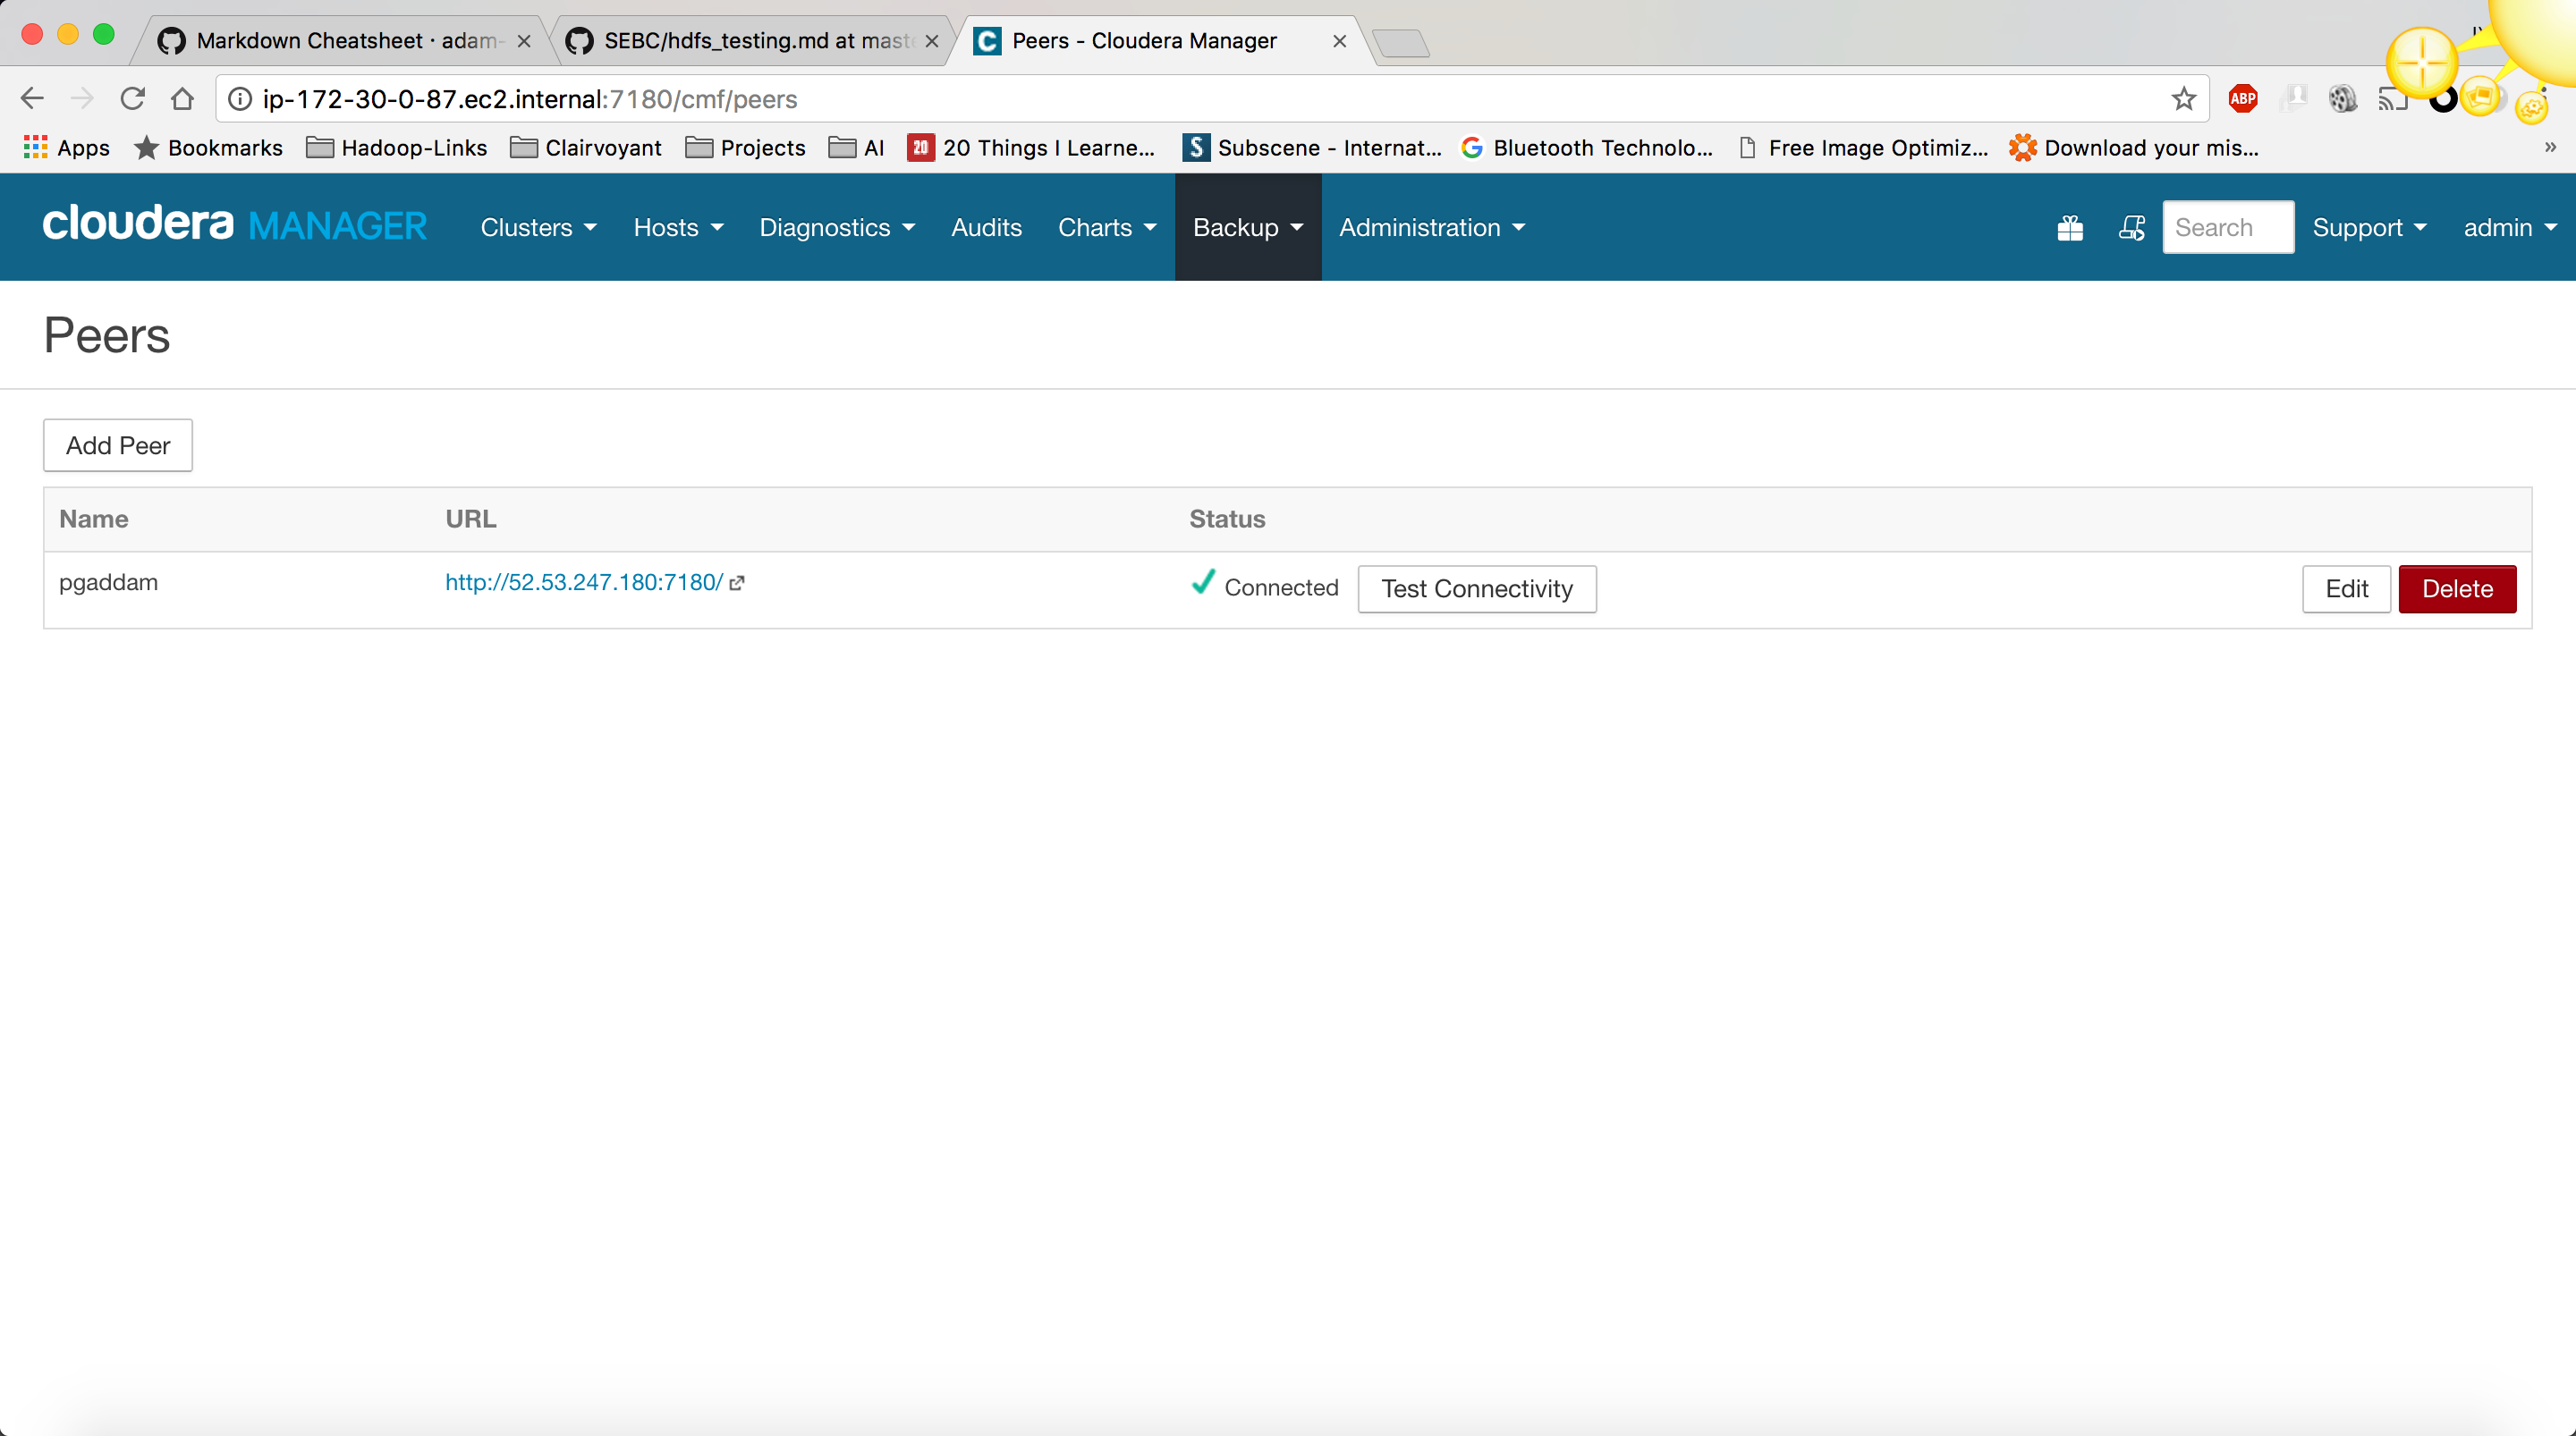 Markdown Cheatsheet · adam-
SEBC/hdfs_testing.md at maste
Peers - Cloudera Manager
ip-172-30-0-87.ec2.internal:7180/cmf/peers
ABP
Apps
Bookmarks
Hadoop-Links
Clairvoyant
Projects
AI
20
20 Things I Learne...
S
Subscene - Internat...
Bluetooth Technolo...
Free Image Optimiz...
Download your mis...
»
cloudera MANAGER
Clusters
Hosts
Diagnostics
Audits
Charts
Backup
Administration
Search
Support
admin
Peers
Add Peer
Name URL Status
pgaddam http://52.53.247.180:7180/ Connected Test Connectivity Edit Delete